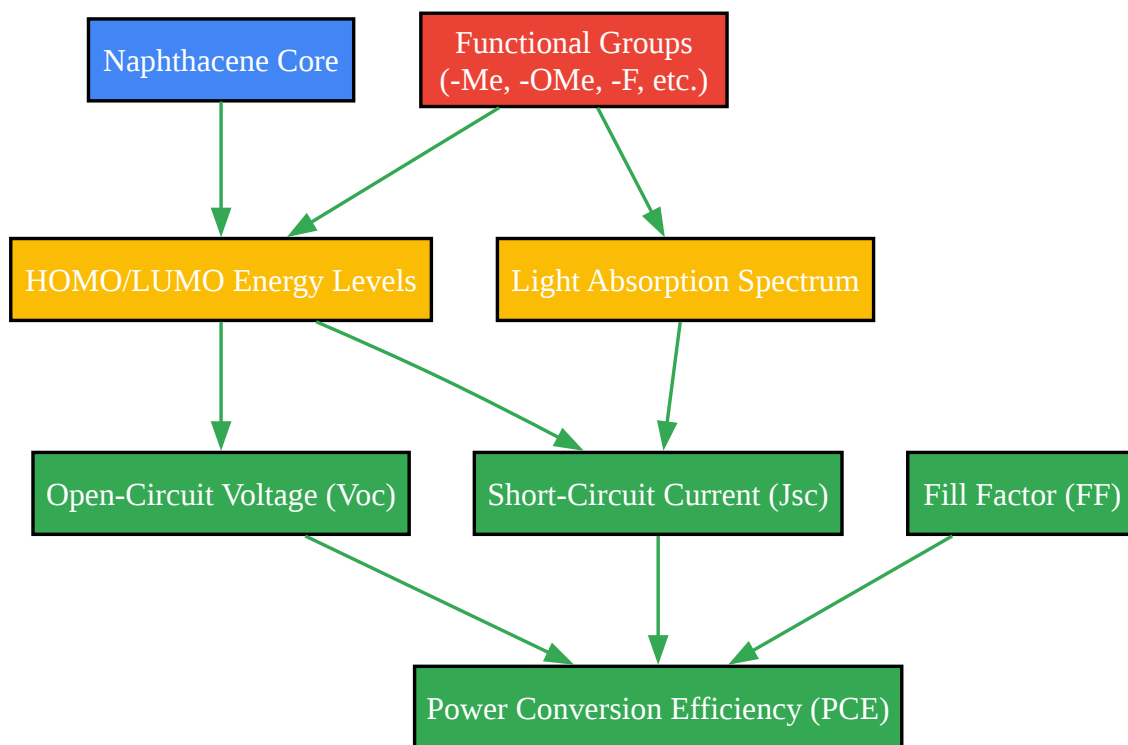 Naphthacene Core
Functional Groups
(-Me, -OMe, -F, etc.)
HOMO/LUMO Energy Levels
Light Absorption Spectrum
Open-Circuit Voltage (Voc)
Short-Circuit Current (Jsc)
Fill Factor (FF)
Power Conversion Efficiency (PCE)